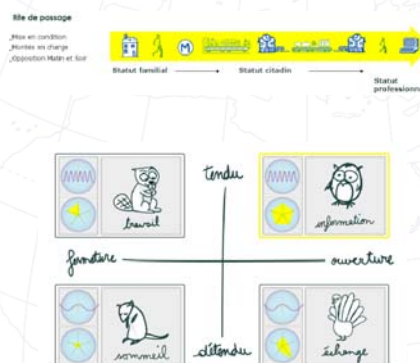 Rite de passage
_Mise en condition
_Montée en charge
_Opposition Matin et Soir
M
Statut familial
Statut citadin
Statut
professionn
tendu
travail
information
fermeture
ouverture
sommeil
détendu
échange